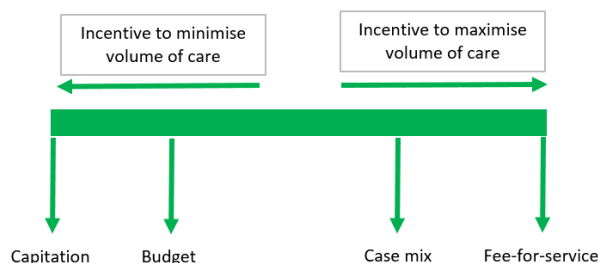 Incentive to minimise
volume of care
Incentive to maximise
volume of care
Capitation
Budget
Case mix
Fee-for-service